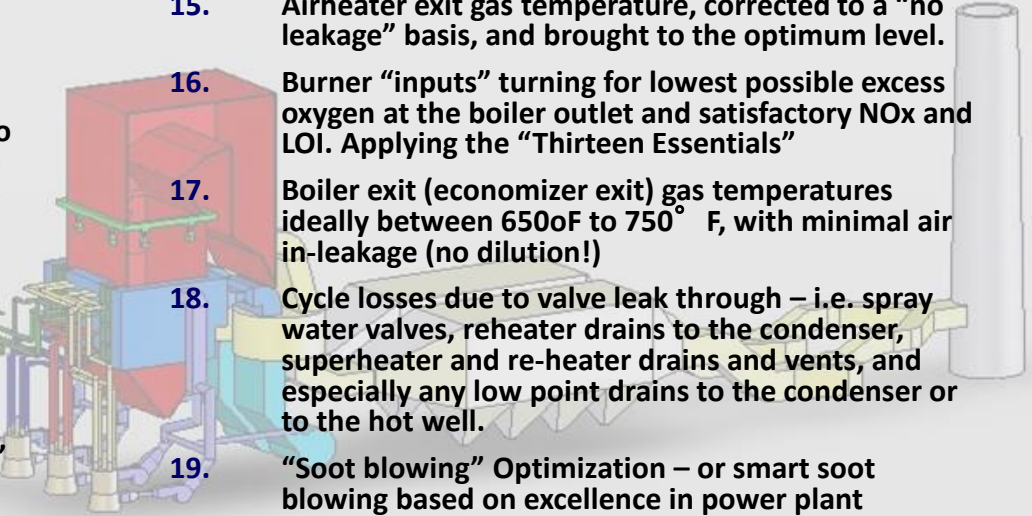 15. Airheater exit gas temperature, corrected to a “no
leakage” basis, and brought to the optimum level.
16. Burner “inputs” turning for lowest possible excess
oxygen at the boiler outlet and satisfactory NOx and
LOI. Applying the “Thirteen Essentials”
17. Boiler exit (economizer exit) gas temperatures
ideally between 650oF to 750° F, with minimal air
in-leakage (no dilution!)
18. Cycle losses due to valve leak through – i.e. spray
water valves, reheater drains to the condenser,
superheater and re-heater drains and vents, and
especially any low point drains to the condenser or
to the hot well.
19. “Soot blowing” Optimization – or smart soot
blowing based on excellence in power plant